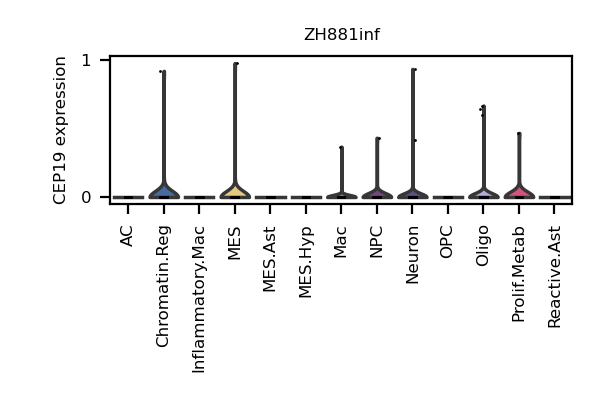 ZH881inf
CEP19 expression
1
0
AC
Chromatin.Reg
Inflammatory.Mac
MES
MES.Ast
MES.Hyp
Mac
NPC
Neuron
OPC
Oligo
Prolif.Metab
Reactive.Ast